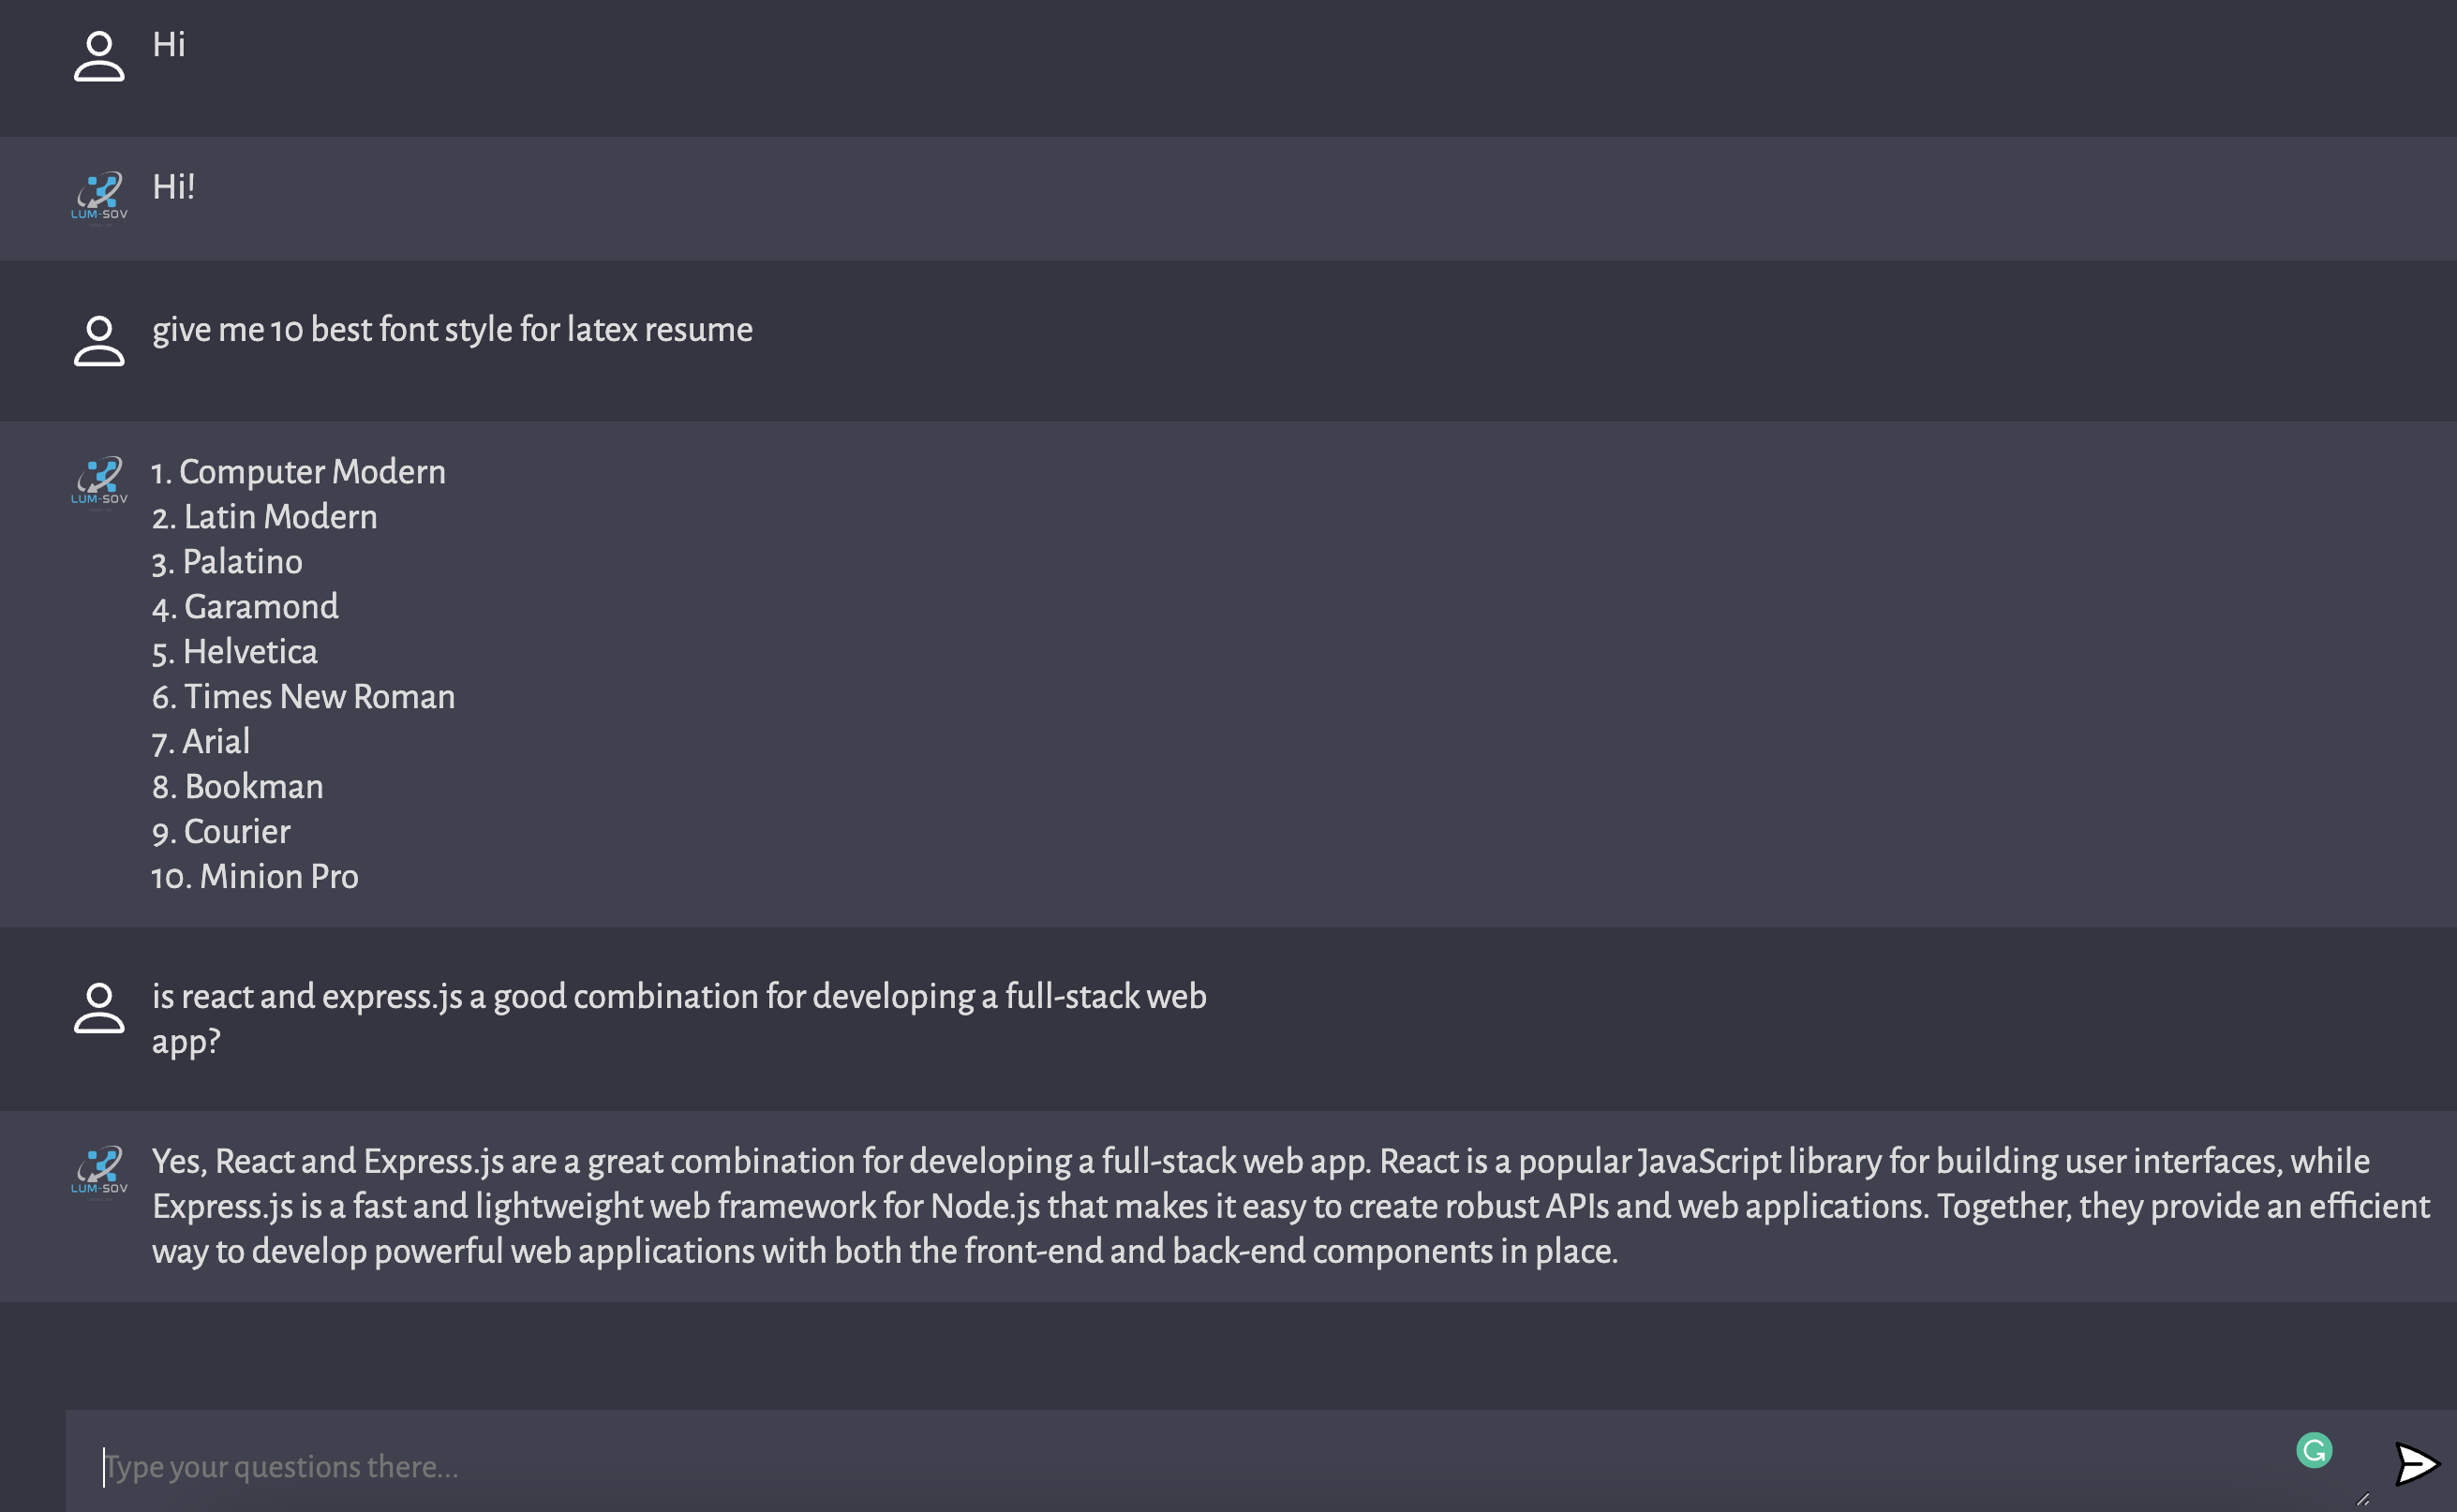 Hi
LUM-SOV
Hi!
give me 10 best font style for latex resume
LUM-SOV
1. Computer Modern
2. Latin Modern
3. Palatino
4. Garamond
5. Helvetica
6. Times New Roman
7. Arial
8. Bookman
9. Courier
10. Minion Pro
is react and express.js a good combination for developing a full-stack web
app?
LUM-SOV
Yes, React and Express.js are a great combination for developing a full-stack web app. React is a popular JavaScript library for building user interfaces, while
Express.js is a fast and lightweight web framework for Node.js that makes it easy to create robust APIs and web applications. Together, they provide an efficient
way to develop powerful web applications with both the front-end and back-end components in place.
Type your questions there...